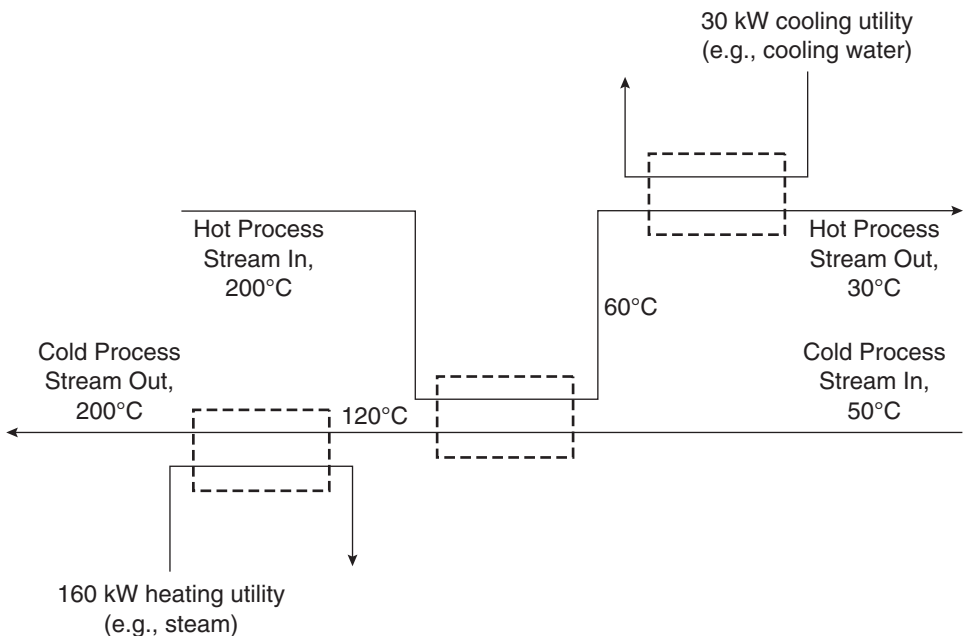 30 kW cooling utility
(e.g., cooling water)
Hot Process
Stream In,
200°C
Hot Process
Stream Out,
30°C
60°C
Cold Process
Stream Out,
200°C
120°C
Cold Process
Stream In,
50°C
160 kW heating utility
(e.g., steam)